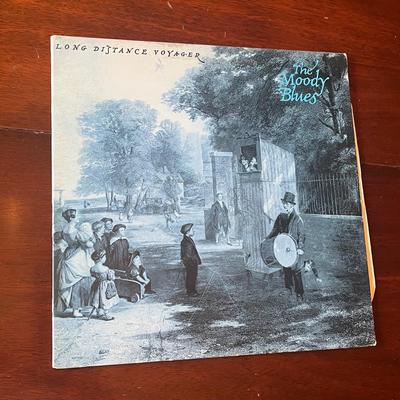 LONG DISTANCE VOYAGER
The
Moody
Blues